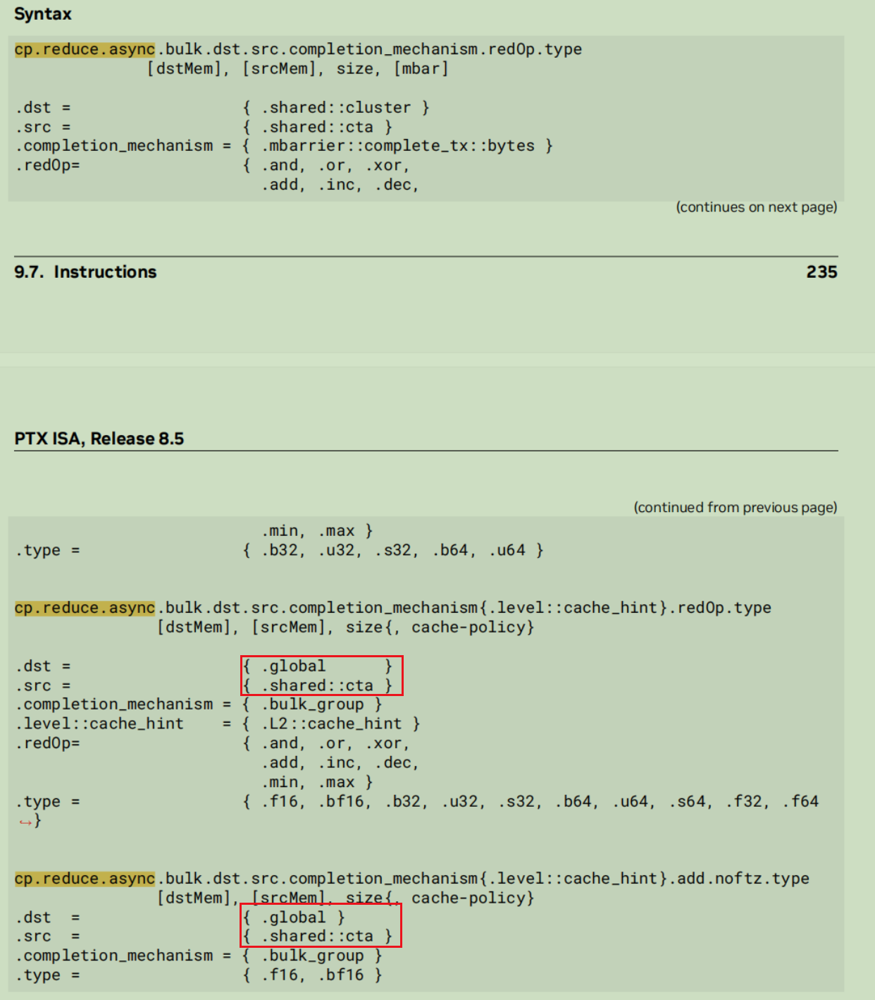 Syntax
cp.reduce.async.bulk.dst.src.completion_mechanism.redOp.type
[dstMem], [srcMem], size, [mbar]
.dst = { .shared::cluster }
.src = { .shared::cta }
.completion_mechanism = { .mbarrier::complete_tx::bytes }
.redOp= { .and, .or, .xor,
.add, .inc, .dec,
(continues on next page)
9.7. Instructions 235
PTX ISA, Release 8.5
(continued from previous page)
.min, .max }
.type = { .b32, .u32, .s32, .b64, .u64 }
cp.reduce.async.bulk.dst.src.completion_mechanism{.level::cache_hint}.redOp.type
[dstMem], [srcMem], size{, cache-policy}
.dst = { .global }
.src = { .shared::cta }
.completion_mechanism = { .bulk_group }
.level::cache_hint = { .L2::cache_hint }
.redOp= { .and, .or, .xor,
.add, .inc, .dec,
.min, .max }
.type = { .f16, .bf16, .b32, .u32, .s32, .b64, .u64, .s64, .f32, .f64
↪}
cp.reduce.async.bulk.dst.src.completion_mechanism{.level::cache_hint}.add.noftz.type
[dstMem], [srcMem], size{, cache-policy}
.dst = { .global }
.src = { .shared::cta }
.completion_mechanism = { .bulk_group }
.type = { .f16, .bf16 }